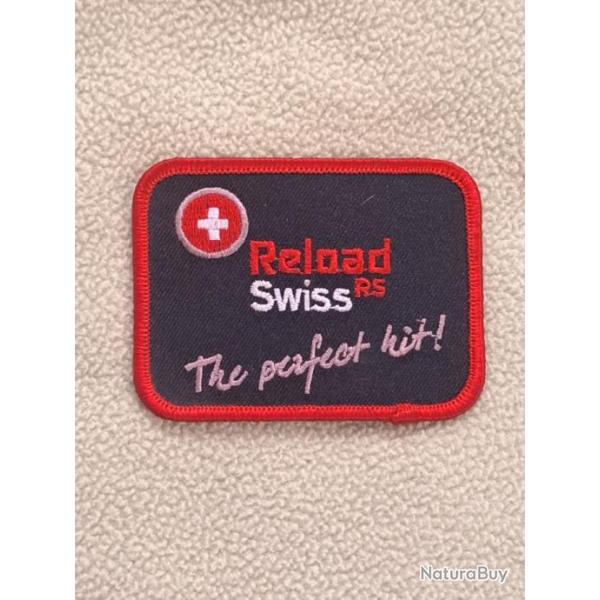 Reload
Swiss RS
The perfect hit!
NaturaBuy